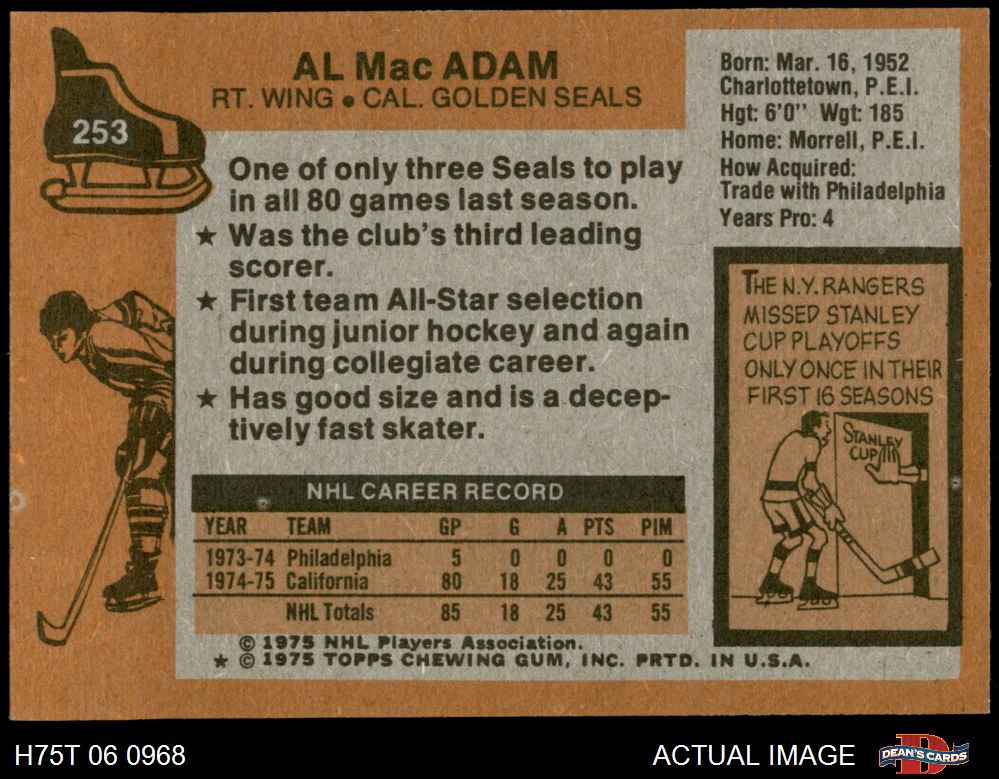 AL Mac ADAM
RT. WING • CAL. GOLDEN SEALS
253
One of only three Seals to play
in all 80 games last season.
★ Was the club's third leading
scorer.
★ First team All-Star selection
during junior hockey and again
during collegiate career.
★ Has good size and is a decep-
tively fast skater.
Born: Mar. 16, 1952
Charlottetown, P.E.I.
Hgt: 6'0'' Wgt: 185
Home: Morrell, P.E.I.
How Acquired:
Trade with Philadelphia
Years Pro: 4
THE N.Y. RANGERS
MISSED STANLEY
CUP PLAYOFFS
ONLY ONCE IN THEIR
FIRST 16 SEASONS
STANLEY
CUP
NHL CAREER RECORD
YEAR TEAM GP G A PTS PIM
1973-74 Philadelphia 5 0 0 0 0
1974-75 California 80 18 25 43 55
NHL Totals 85 18 25 43 55
© 1975 NHL Players Association.
★ © 1975 TOPPS CHEWING GUM, INC. PRTD. IN U.S.A.
H75T 06 0968
ACTUAL IMAGE
DEAN'S CARDS